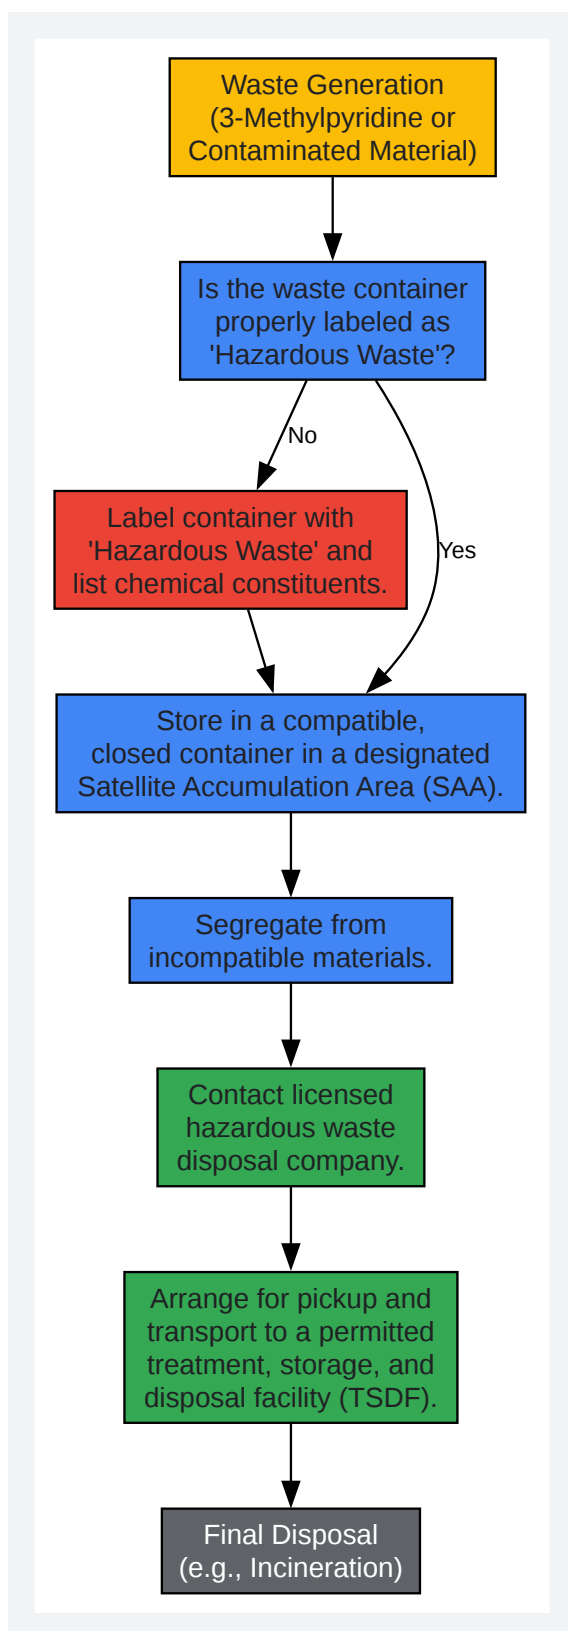 Waste Generation
(3-Methylpyridine or
Contaminated Material)
Is the waste container
properly labeled as
'Hazardous Waste'?
No
Label container with
'Hazardous Waste' and
list chemical constituents.
Yes
Store in a compatible,
closed container in a designated
Satellite Accumulation Area (SAA).
Segregate from
incompatible materials.
Contact licensed
hazardous waste
disposal company.
Arrange for pickup and
transport to a permitted
treatment, storage, and
disposal facility (TSDF).
Final Disposal
(e.g., Incineration)